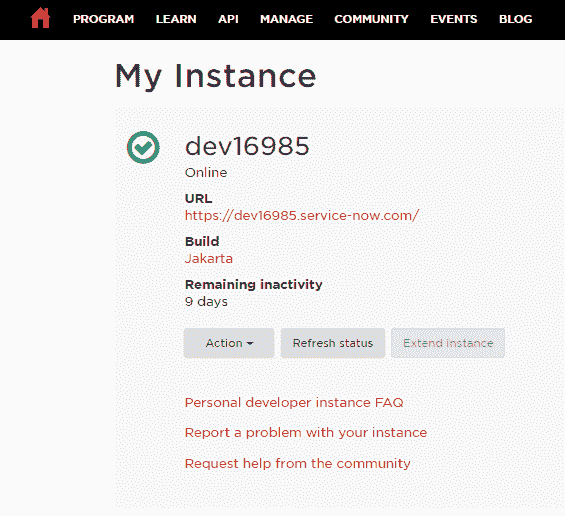 PROGRAM LEARN API MANAGE COMMUNITY EVENTS BLOG
My Instance
dev16985
Online
URL
https://dev16985.service-now.com/
Build
Jakarta
Remaining inactivity
9 days
Action Refresh status Extend instance
Personal developer instance FAQ
Report a problem with your instance
Request help from the community